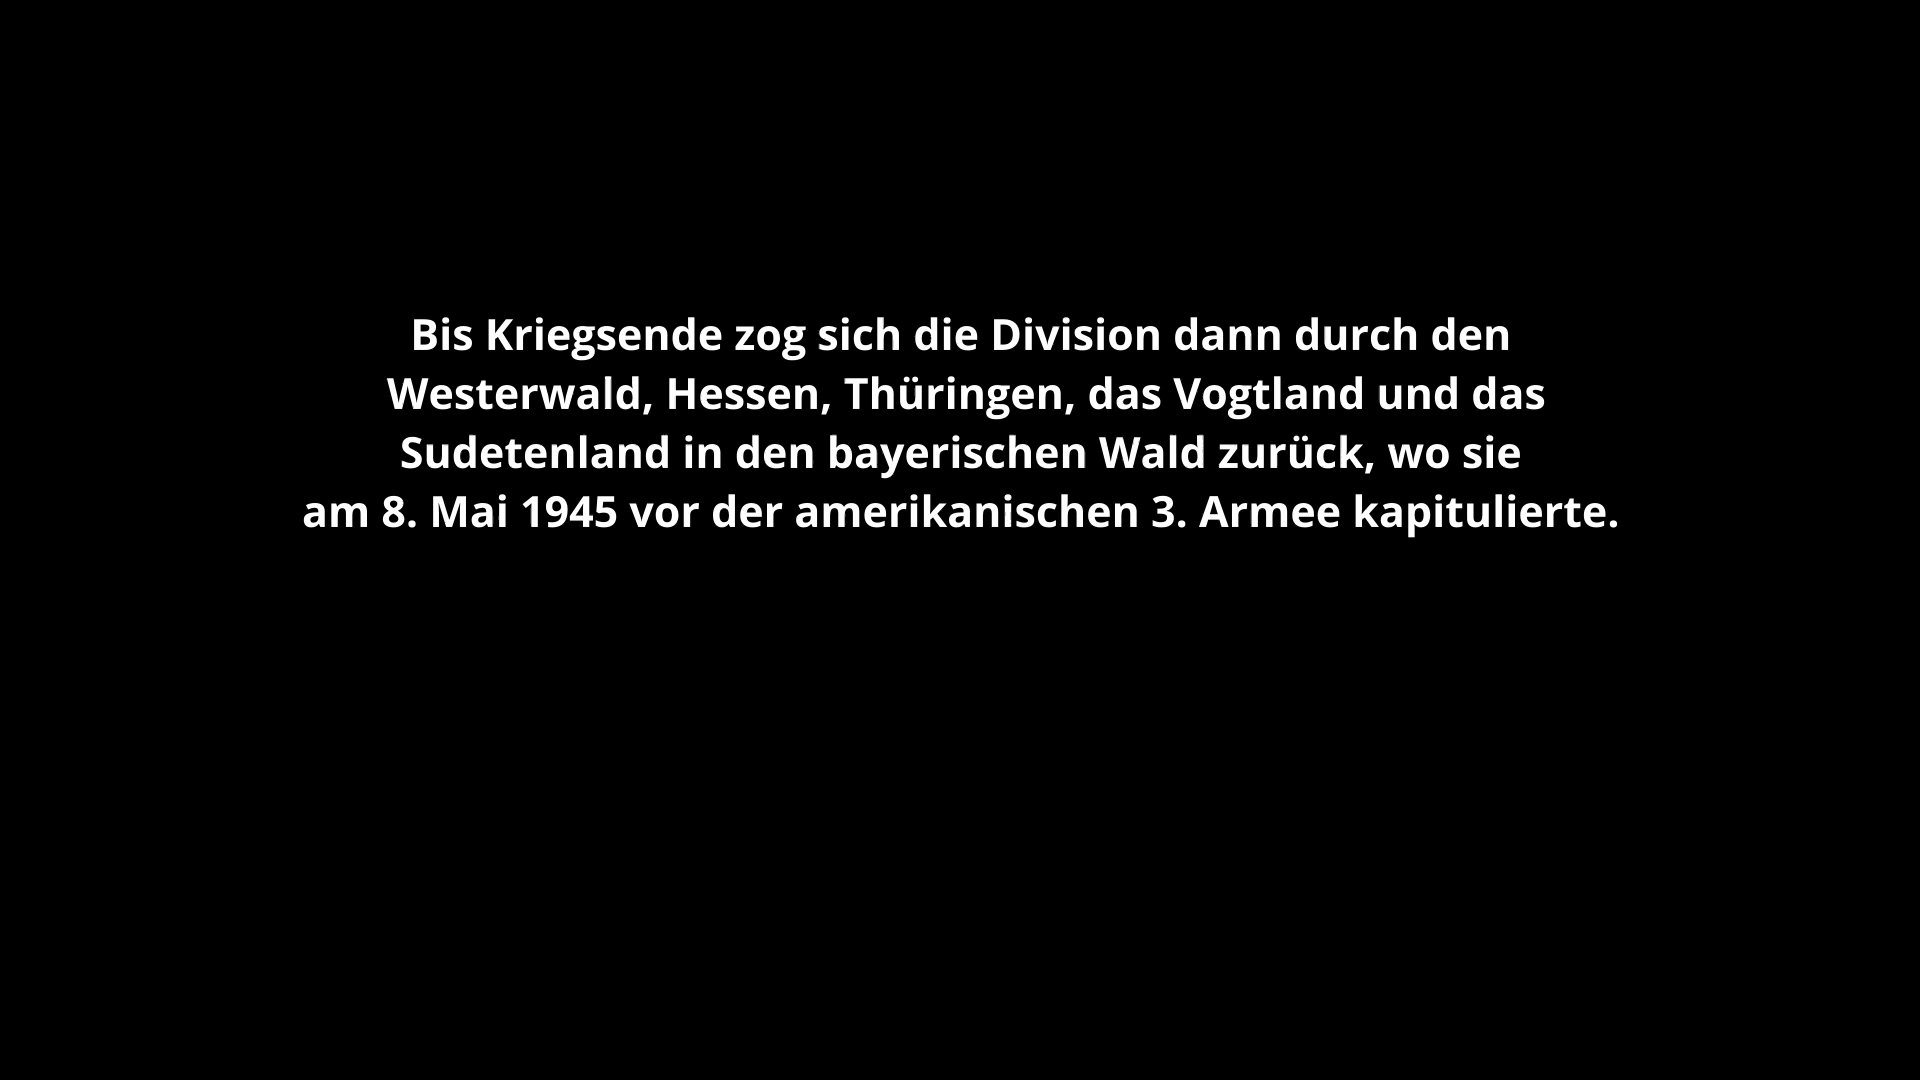 Bis Kriegsende zog sich die Division dann durch den
Westerwald, Hessen, Thüringen, das Vogtland und das
Sudetenland in den bayerischen Wald zurück, wo sie
am 8. Mai 1945 vor der amerikanischen 3. Armee kapitulierte.